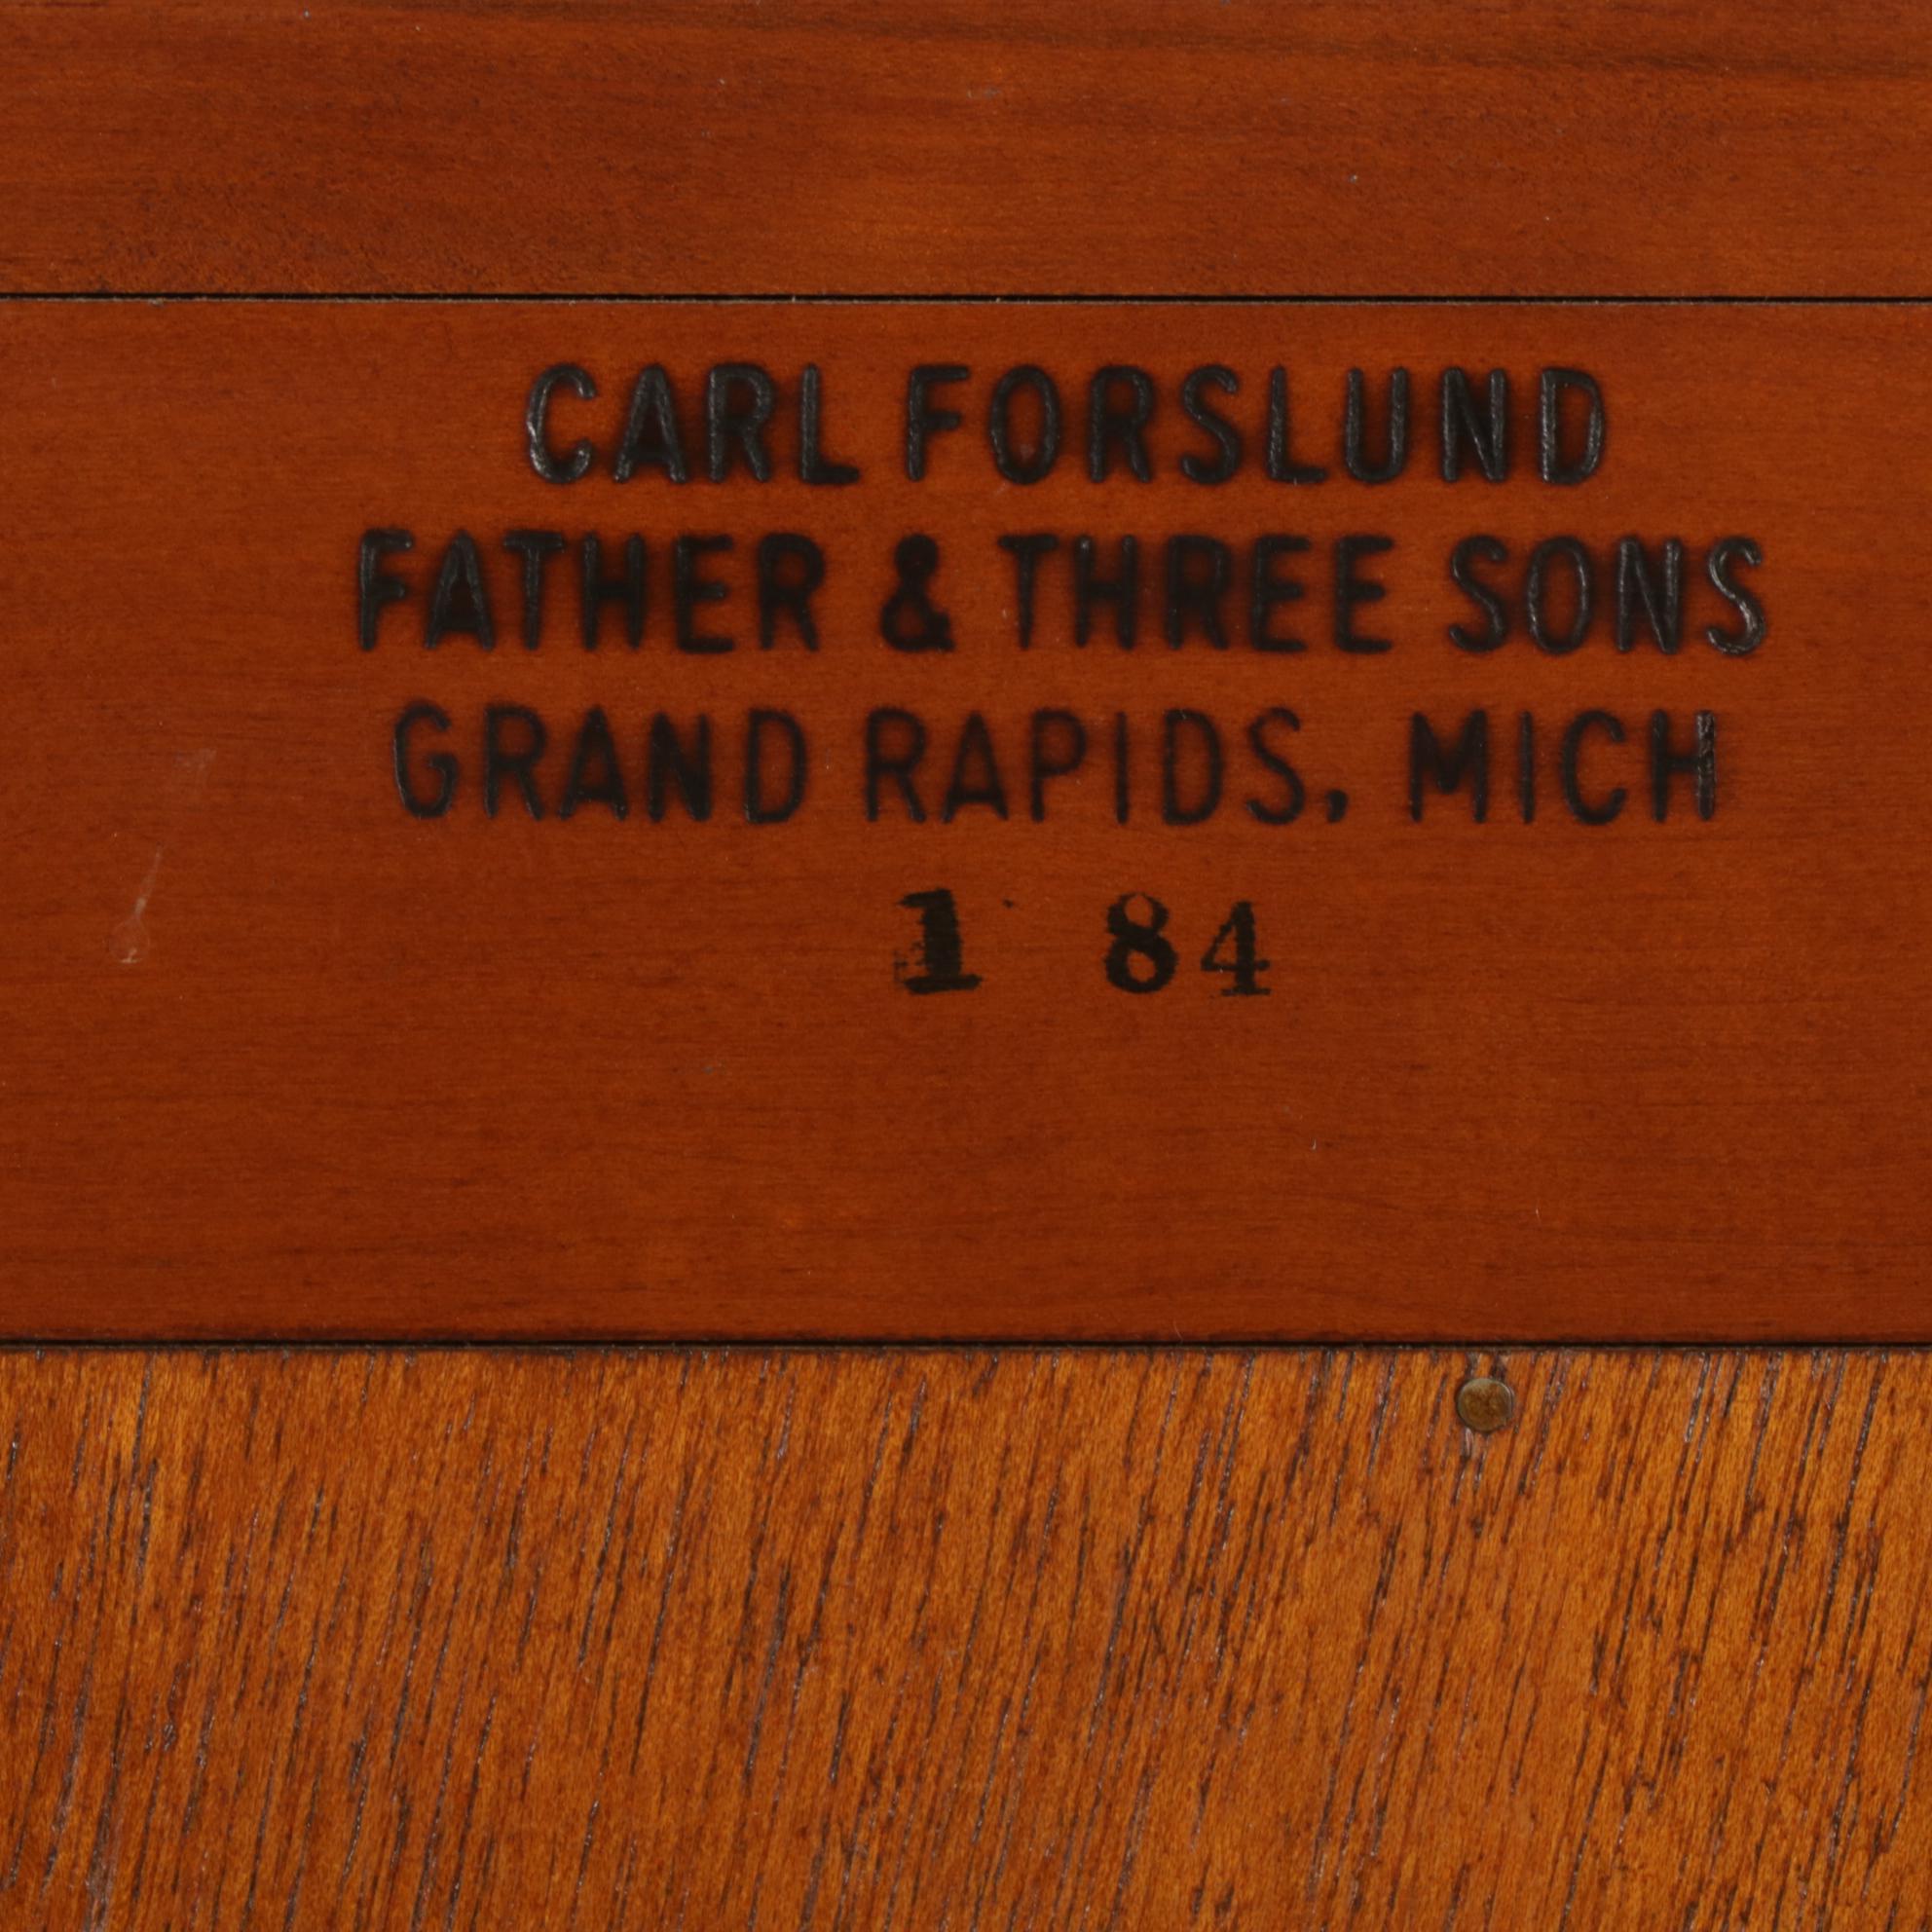 CARL FORSLUND
FATHER & THREE SONS
GRAND RAPIDS, MICH
1 84